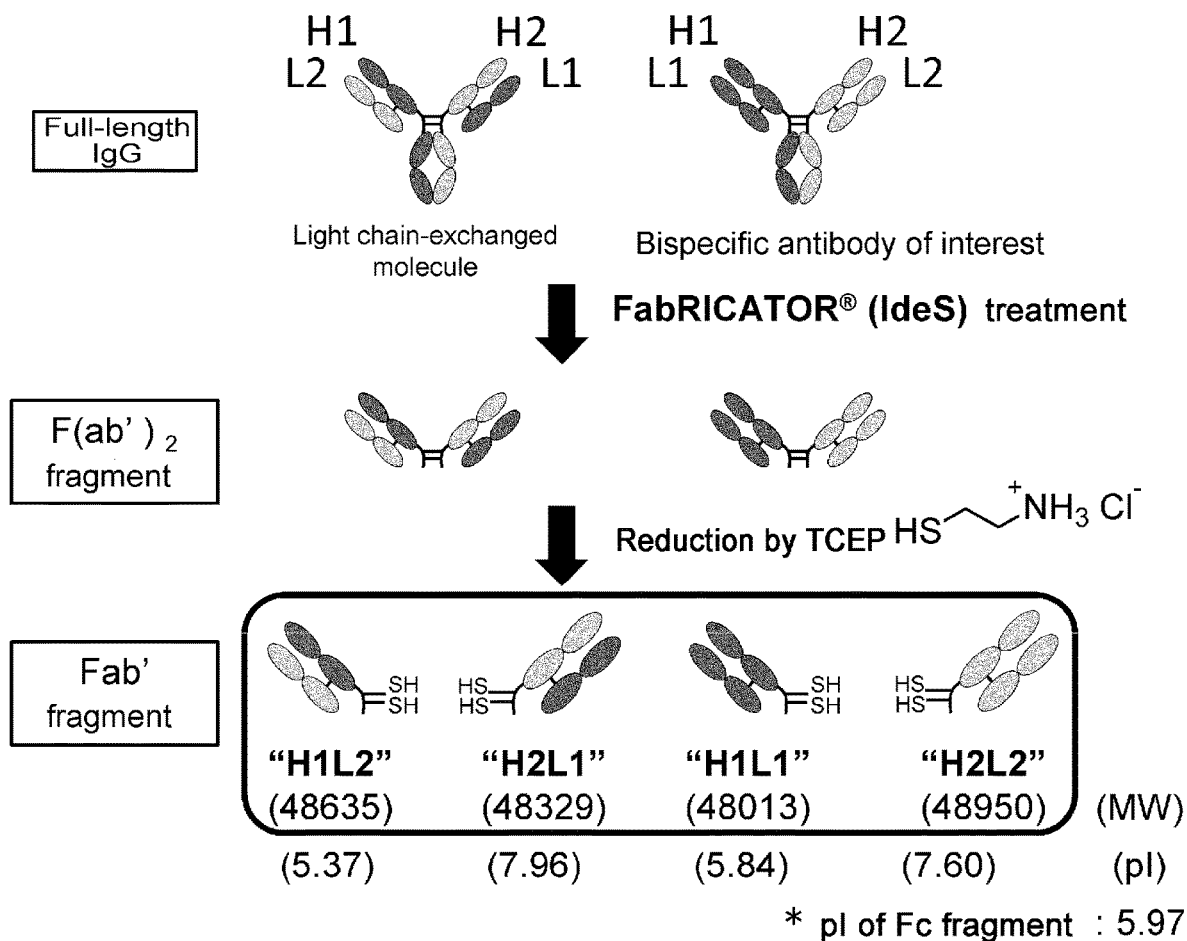 H1 H2 H1 H2
L2 L1 L1 L2
Full-length
IgG
Light chain-exchanged
molecule
Bispecific antibody of interest
FabRICATOR® (IdeS) treatment
F(ab' ) 2
fragment
Reduction by TCEP HS NH3 + Cl-
Fab'
fragment
SH HS SH HS
SH HS SH HS
“H1L2” “H2L1” “H1L1” “H2L2”
(48635) (48329) (48013) (48950) (MW)
(5.37) (7.96) (5.84) (7.60) (pI)
* pI of Fc fragment : 5.97